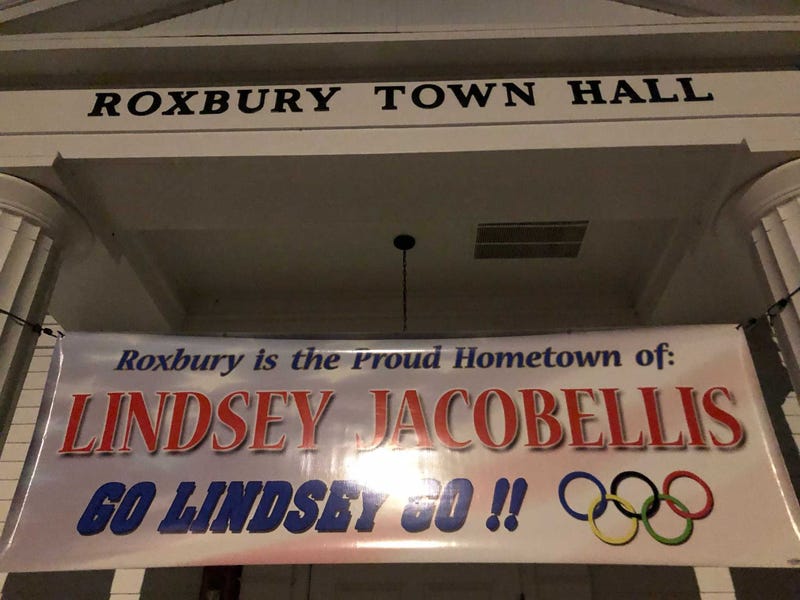 ROXBURY TOWN HALL
Roxbury is the Proud Hometown of:
LINDSEY JACOBELLIS
GO LINDSEY GO !!